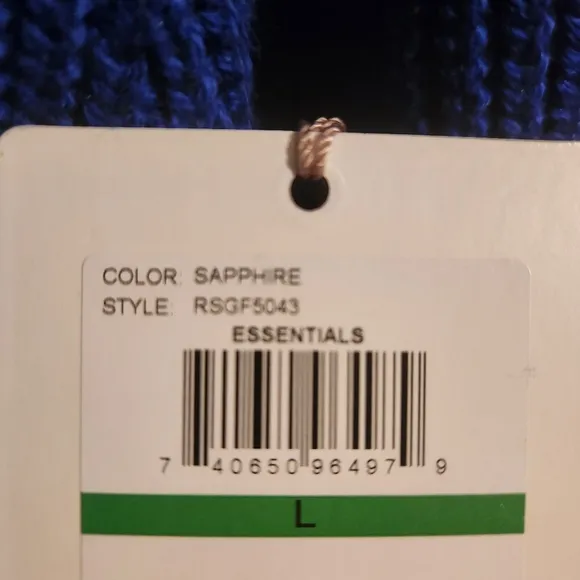 COLOR: SAPPHIRE
STYLE: RSGF5043
ESSENTIALS
7 40650 96497 9
L